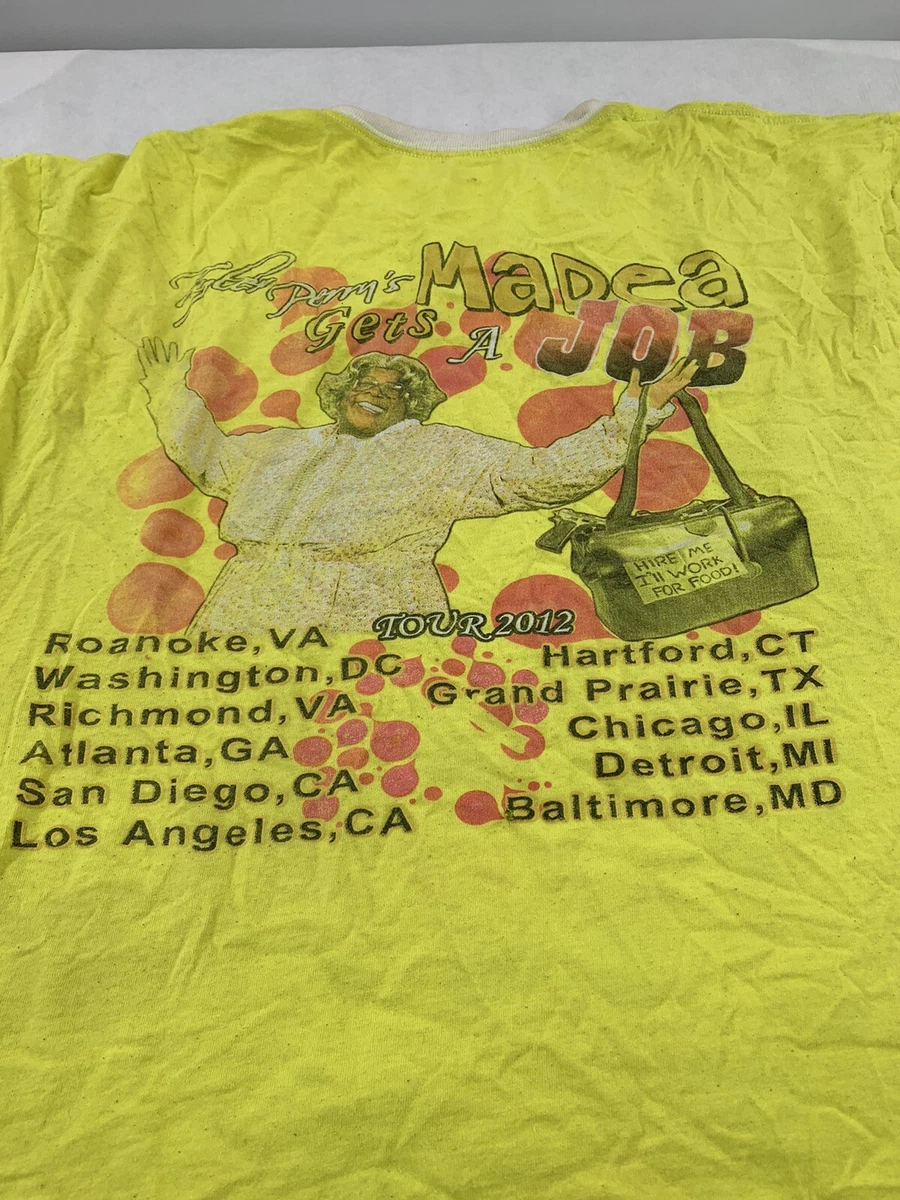 Tyler Perry's MaDea
Gets A JOB
HIRE ME
I'll WORK
FOR FOOD!
TOUR 2012
Roanoke,VA
Washington,DC
Richmond,VA
Atlanta,GA
San Diego,CA
Los Angeles,CA
Hartford,CT
Grand Prairie,TX
Chicago,IL
Detroit,MI
Baltimore,MD